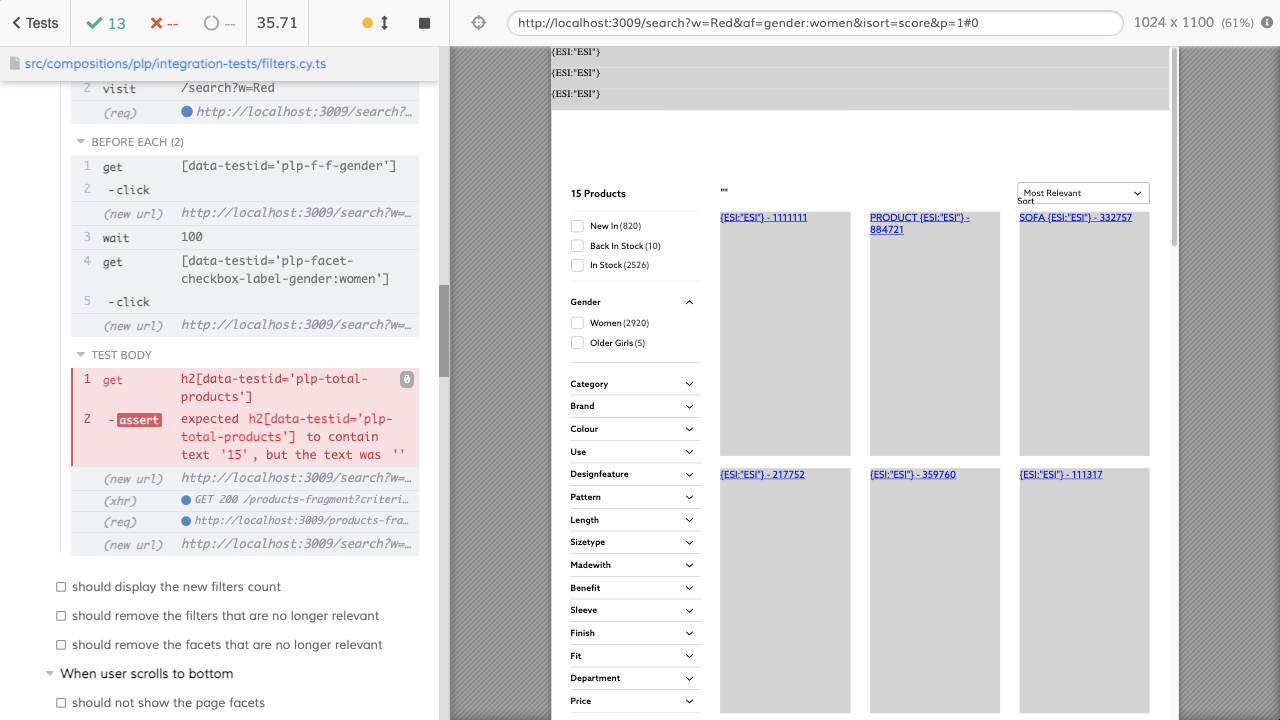 Tests
13
--
--
35.71
http://localhost:3009/search?w=Red&af=gender:women&isort=score&p=1#0
1024 x 1100 (61%)
src/compositions/plp/integration-tests/filters.cy.ts
2 visit /search?w=Red
(req) http://localhost:3009/search?…
BEFORE EACH (2)
1 get [data-testid='plp-f-f-gender']
2 -click
(new url) http://localhost:3009/search?w=…
3 wait 100
4 get [data-testid='plp-facet-
checkbox-label-gender:women']
5 -click
(new url) http://localhost:3009/search?w=…
TEST BODY
1 get h2[data-testid='plp-total-
products'] 0
2 -assert expected h2[data-testid='plp-
total-products'] to contain
text '15', but the text was ''
(new url) http://localhost:3009/search?w=…
(xhr) GET 200 /products-fragment?criteri…
(req) http://localhost:3009/products-fra…
(new url) http://localhost:3009/search?w=…
should display the new filters count
should remove the filters that are no longer relevant
should remove the facets that are no longer relevant
When user scrolls to bottom
should not show the page facets
{ESI:"ESI"}
{ESI:"ESI"}
{ESI:"ESI"}
15 Products
""
Most Relevant
Sort
New In (820)
Back In Stock (10)
In Stock (2526)
Gender
Women (2920)
Older Girls (5)
Category
Brand
Colour
Use
Designfeature
Pattern
Length
Sizetype
Madewith
Benefit
Sleeve
Finish
Fit
Department
Price
{ESI:"ESI"} - 1111111
PRODUCT {ESI:"ESI"} -
884721
SOFA {ESI:"ESI"} - 332757
{ESI:"ESI"} - 217752
{ESI:"ESI"} - 359760
{ESI:"ESI"} - 111317